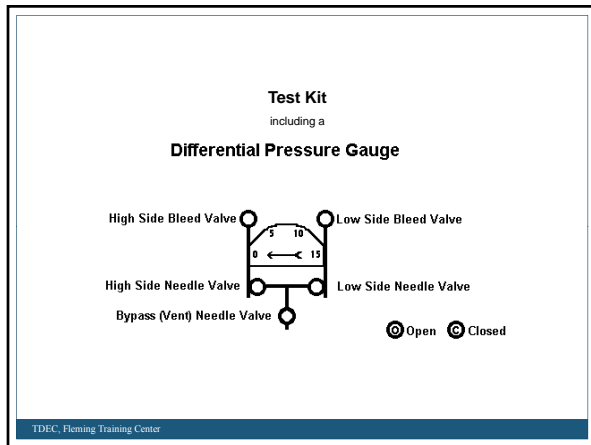 Test Kit
including a
Differential Pressure Gauge
High Side Bleed Valve
Low Side Bleed Valve
5 10
0 15
High Side Needle Valve
Low Side Needle Valve
Bypass (Vent) Needle Valve
O Open C Closed
TDEC, Fleming Training Center